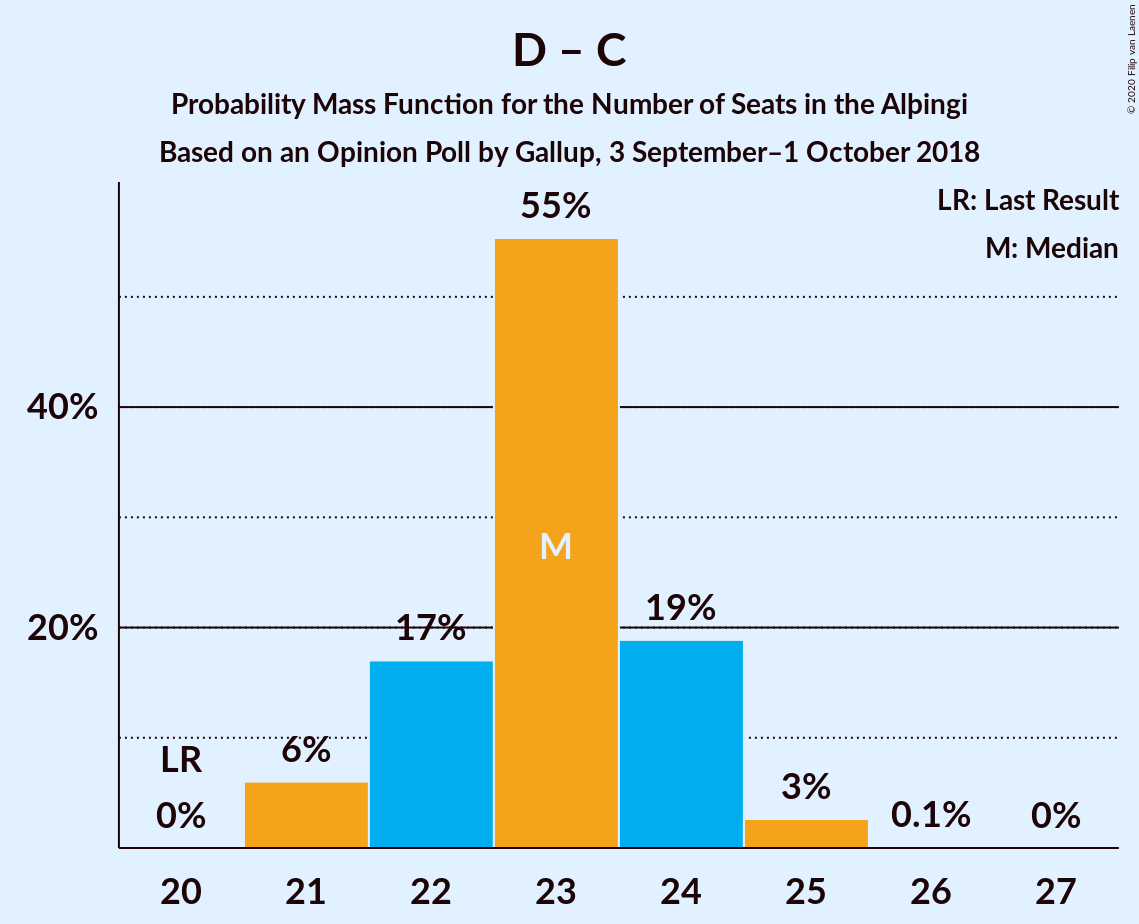 D – C
Probability Mass Function for the Number of Seats in the Alþingi
Based on an Opinion Poll by Gallup, 3 September–1 October 2018
© 2020 Filip van Laenen
LR: Last Result
M: Median
55%
40%
M
19%
20%
17%
LR
6%
3%
0%
0.1%
0%
20 21 22 23 24 25 26 27